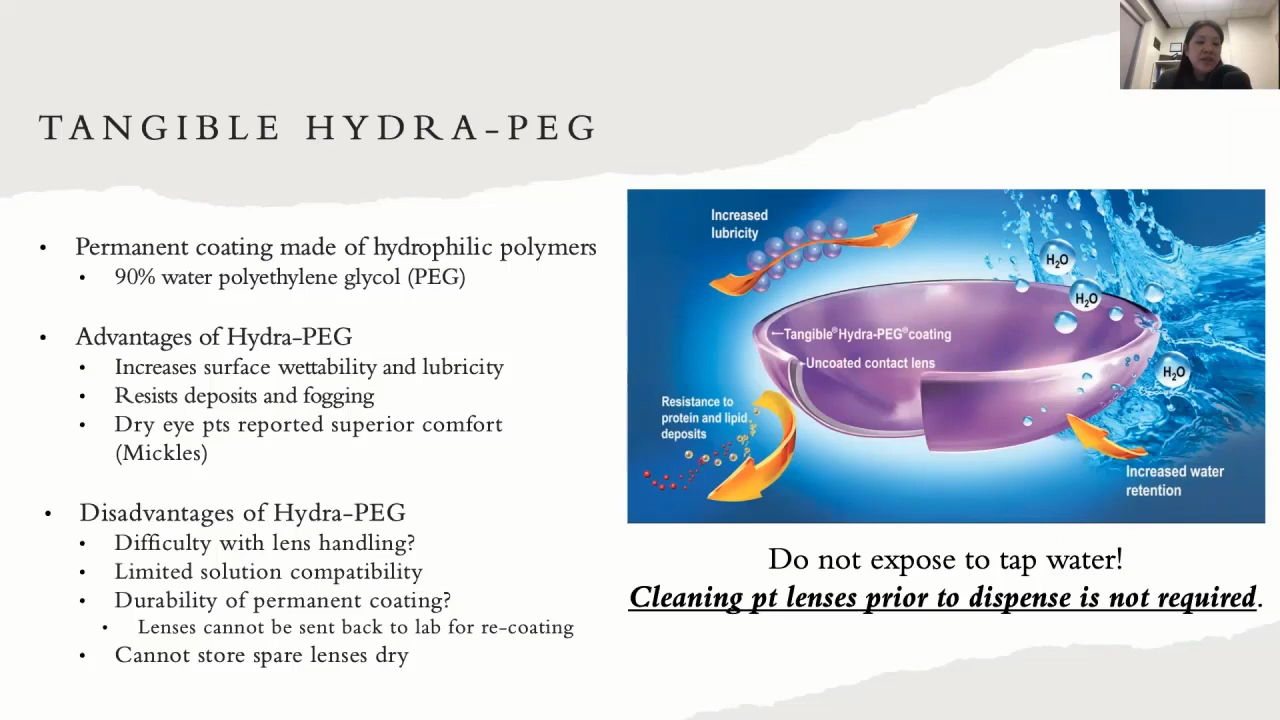 TANGIBLE HYDRA-PEG
• Permanent coating made of hydrophilic polymers
• 90% water polyethylene glycol (PEG)
• Advantages of Hydra-PEG
• Increases surface wettability and lubricity
• Resists deposits and fogging
• Dry eye pts reported superior comfort
(Mickles)
• Disadvantages of Hydra-PEG
• Difficulty with lens handling?
• Limited solution compatibility
• Durability of permanent coating?
• Lenses cannot be sent back to lab for re-coating
• Cannot store spare lenses dry
Increased
lubricity
H₂O
H₂O
Tangible® Hydra-PEG® coating
Uncoated contact lens
H₂O
Resistance to
protein and lipid
deposits
Increased water
retention
Do not expose to tap water!
Cleaning pt lenses prior to dispense is not required.